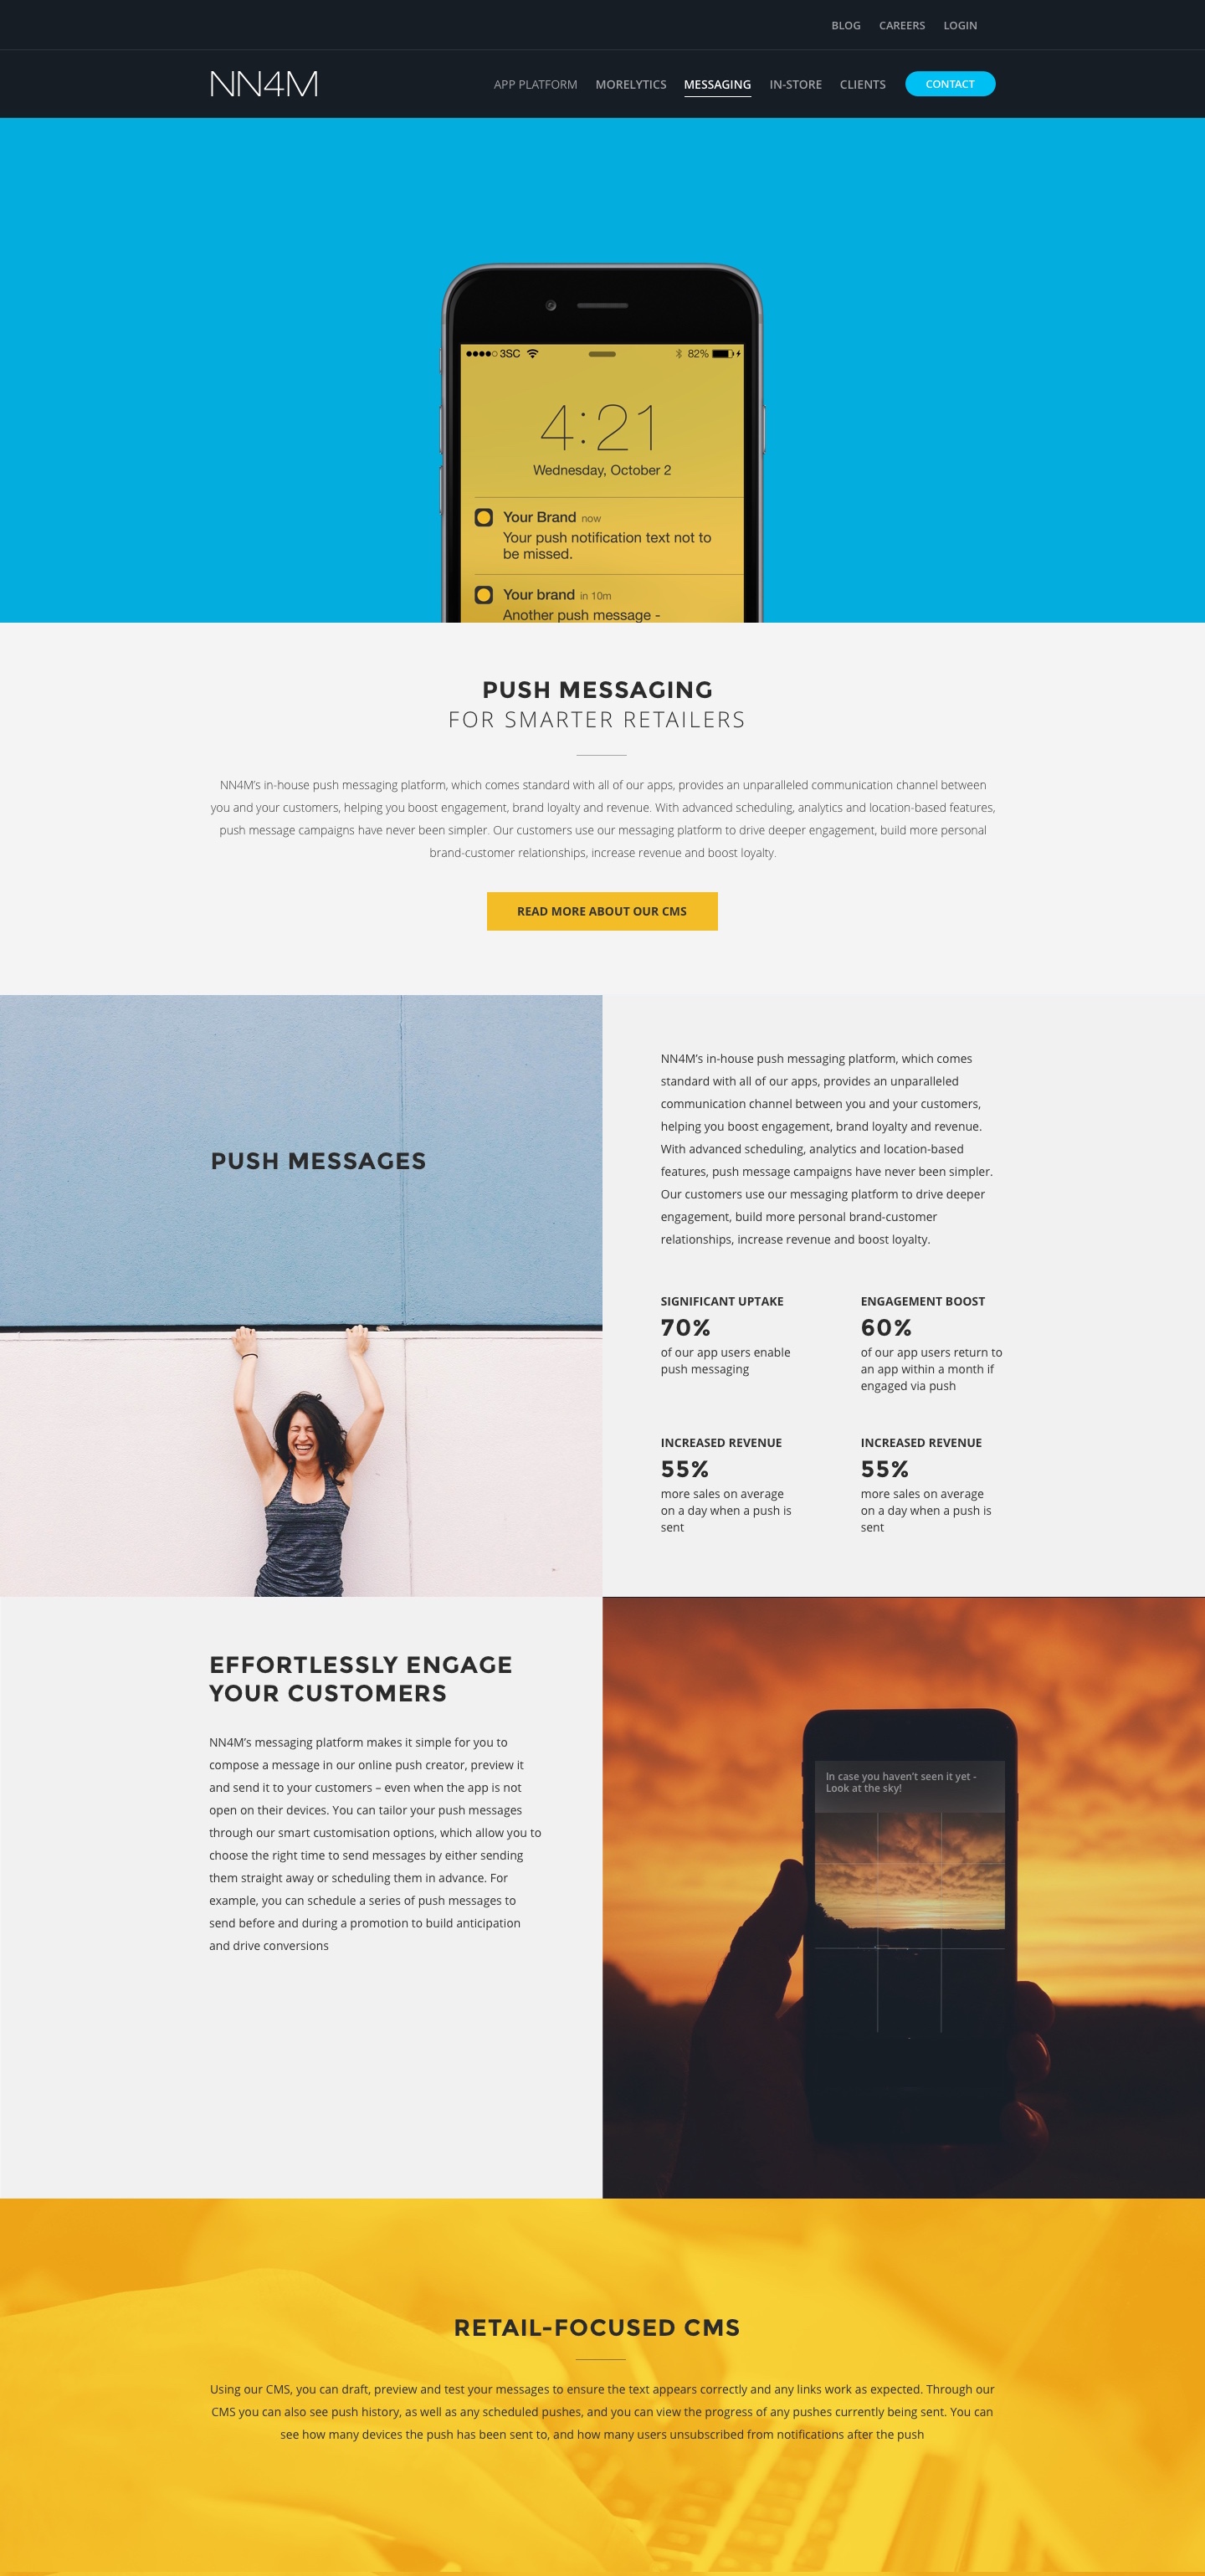 BLOG CAREERS LOGIN
NN4M APP PLATFORM MORELYTICS MESSAGING IN-STORE CLIENTS CONTACT
3SC 82%
4:21
Wednesday, October 2
Your Brand now
Your push notification text not to
be missed.
Your brand in 10m
Another push message -
PUSH MESSAGING
FOR SMARTER RETAILERS
NN4M’s in-house push messaging platform, which comes standard with all of our apps, provides an unparalleled communication channel between
you and your customers, helping you boost engagement, brand loyalty and revenue. With advanced scheduling, analytics and location-based features,
push message campaigns have never been simpler. Our customers use our messaging platform to drive deeper engagement, build more personal
brand-customer relationships, increase revenue and boost loyalty.
READ MORE ABOUT OUR CMS
PUSH MESSAGES
NN4M’s in-house push messaging platform, which comes
standard with all of our apps, provides an unparalleled
communication channel between you and your customers,
helping you boost engagement, brand loyalty and revenue.
With advanced scheduling, analytics and location-based
features, push message campaigns have never been simpler.
Our customers use our messaging platform to drive deeper
engagement, build more personal brand-customer
relationships, increase revenue and boost loyalty.
SIGNIFICANT UPTAKE
70%
of our app users enable
push messaging
ENGAGEMENT BOOST
60%
of our app users return to
an app within a month if
engaged via push
INCREASED REVENUE
55%
more sales on average
on a day when a push is
sent
INCREASED REVENUE
55%
more sales on average
on a day when a push is
sent
EFFORTLESSLY ENGAGE
YOUR CUSTOMERS
NN4M’s messaging platform makes it simple for you to
compose a message in our online push creator, preview it
and send it to your customers – even when the app is not
open on their devices. You can tailor your push messages
through our smart customisation options, which allow you to
choose the right time to send messages by either sending
them straight away or scheduling them in advance. For
example, you can schedule a series of push messages to
send before and during a promotion to build anticipation
and drive conversions
In case you haven't seen it yet -
Look at the sky!
RETAIL-FOCUSED CMS
Using our CMS, you can draft, preview and test your messages to ensure the text appears correctly and any links work as expected. Through our
CMS you can also see push history, as well as any scheduled pushes, and you can view the progress of any pushes currently being sent. You can
see how many devices the push has been sent to, and how many users unsubscribed from notifications after the push